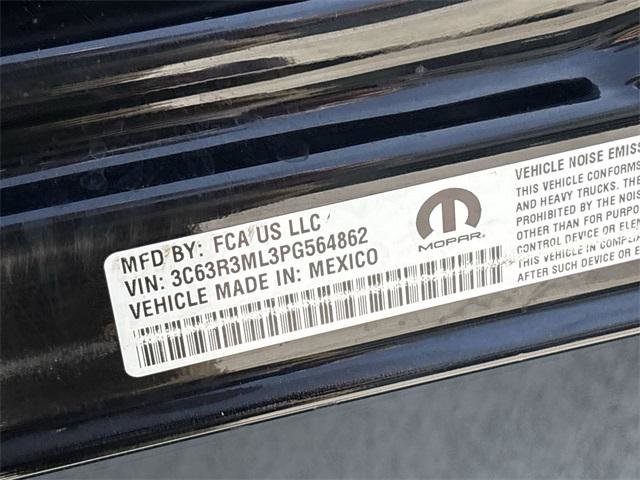 MFD BY: FCA US LLC
VIN: 3C63R3ML3PG564862
VEHICLE MADE IN: MEXICO
MOPAR
VEHICLE NOISE EMISS
THIS VEHICLE CONFORMS
AND HEAVY TRUCKS. THE
PROHIBITED BY THE NOIS
OTHER THAN FOR PURPO
CONTROL DEVICE OR ELEM
THIS VEHICLE IN COMPLIAN
AFTER SUCH DEVICE OR E